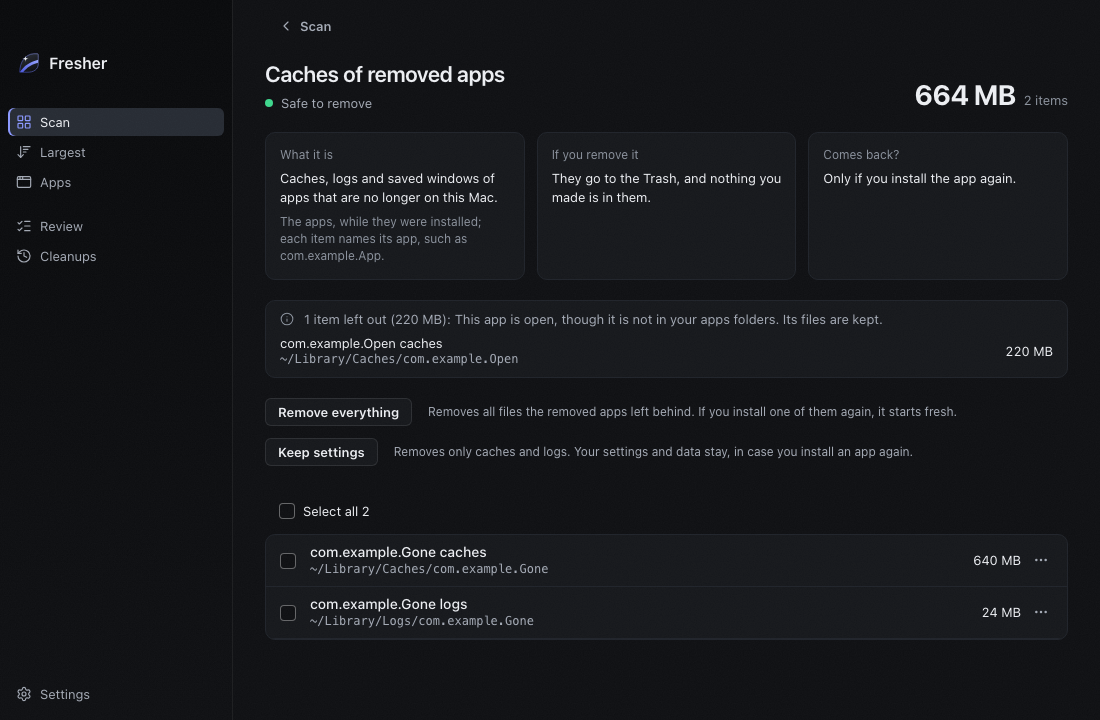 Scan
Fresher
Caches of removed apps
Safe to remove
664 MB 2 items
Scan
Largest
Apps
Review
Cleanups
What it is
Caches, logs and saved windows of
apps that are no longer on this Mac.
The apps, while they were installed;
each item names its app, such as
com.example.App.
If you remove it
They go to the Trash, and nothing you
made is in them.
Comes back?
Only if you install the app again.
1 item left out (220 MB): This app is open, though it is not in your apps folders. Its files are kept.
com.example.Open caches
~/Library/Caches/com.example.Open
220 MB
Remove everything
Removes all files the removed apps left behind. If you install one of them again, it starts fresh.
Keep settings
Removes only caches and logs. Your settings and data stay, in case you install an app again.
Select all 2
com.example.Gone caches
~/Library/Caches/com.example.Gone
640 MB
com.example.Gone logs
~/Library/Logs/com.example.Gone
24 MB
Settings